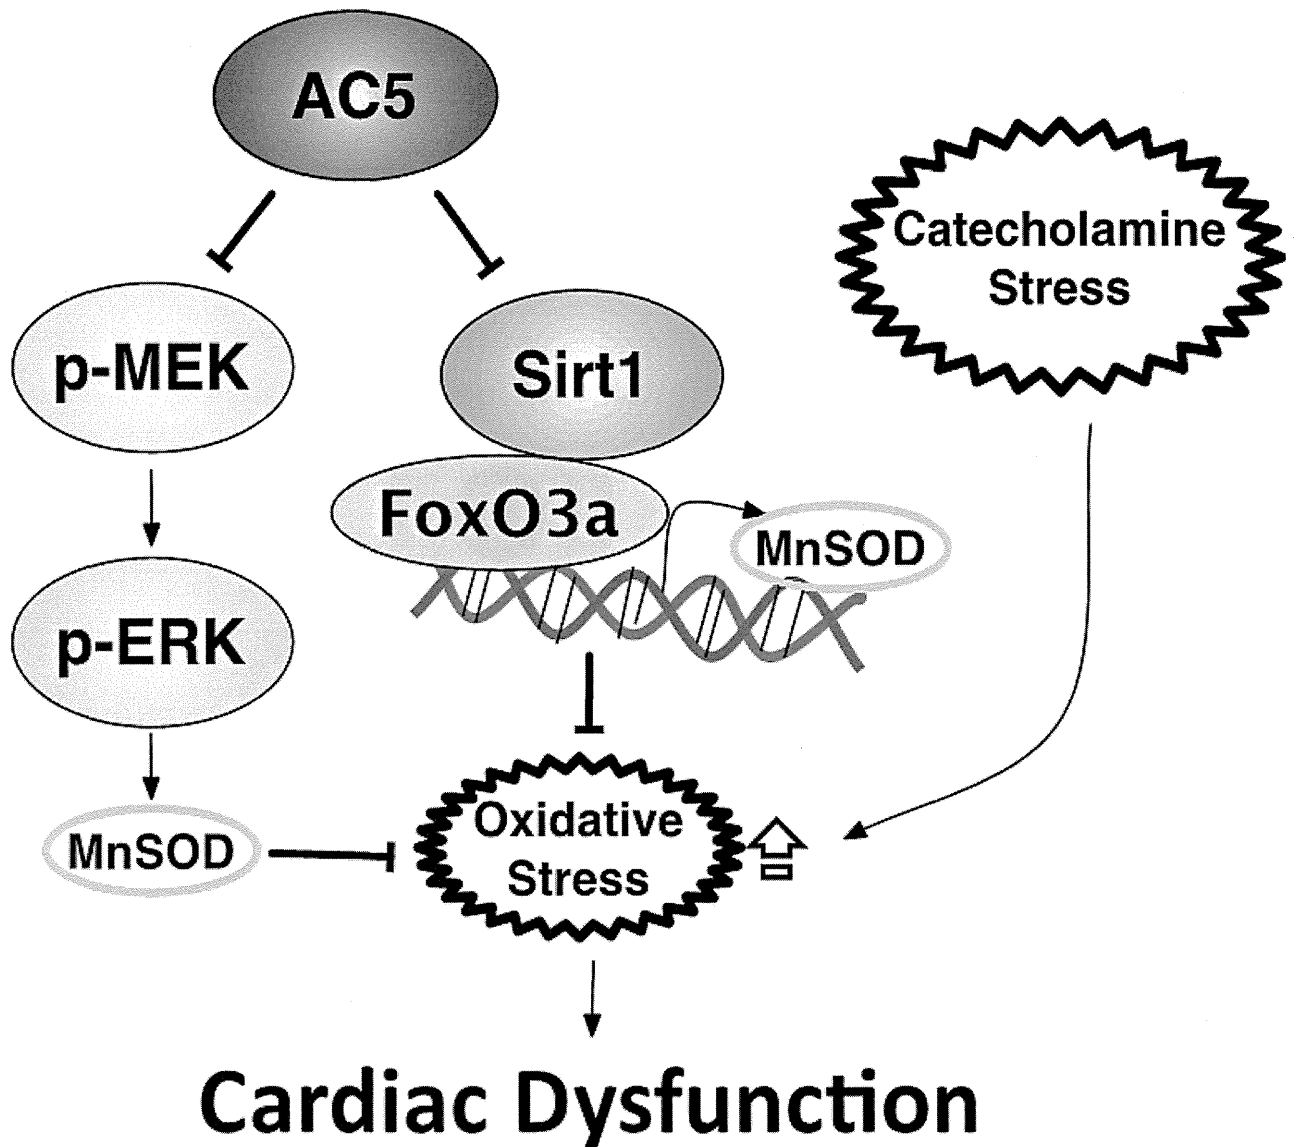 AC5
Catecholamine
Stress
p-MEK
Sirt1
FoxO3a
MnSOD
p-ERK
MnSOD
Oxidative
Stress
Cardiac Dysfunction